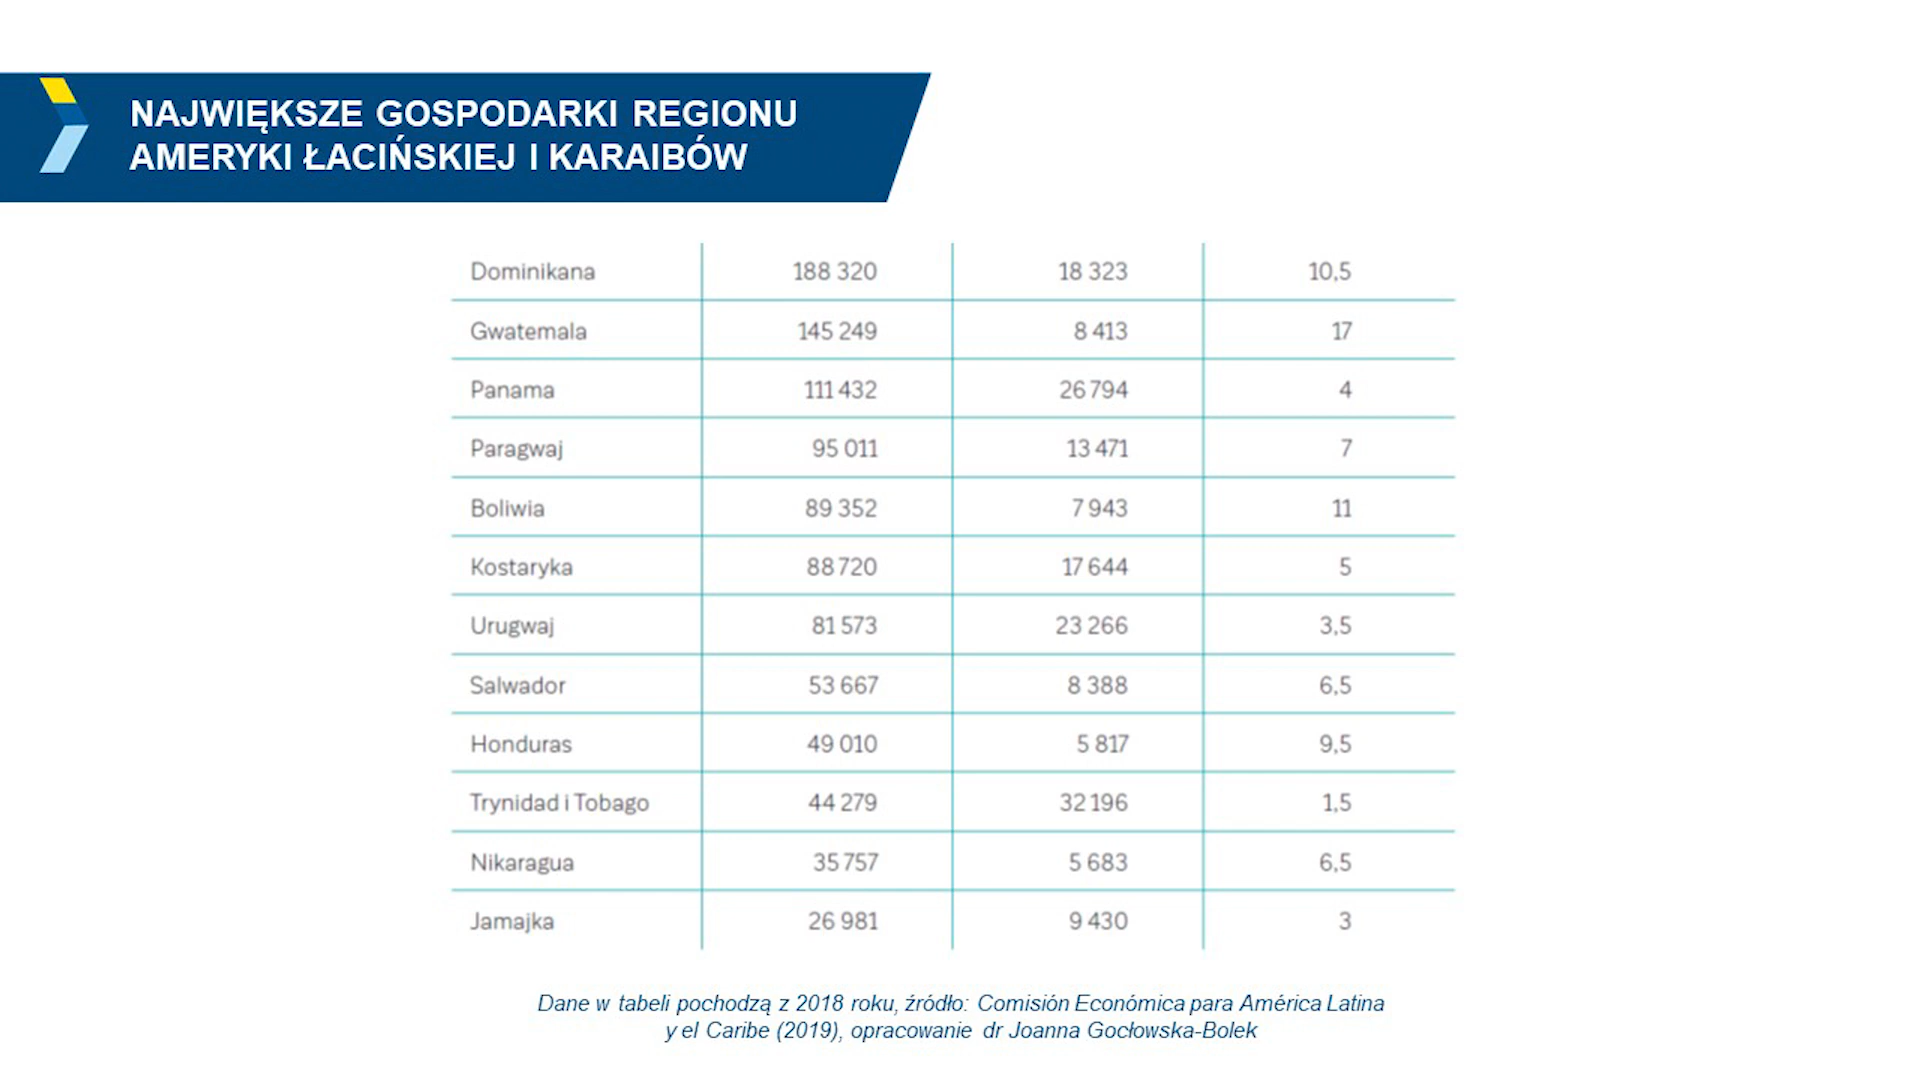 NAJWIĘKSZE GOSPODARKI REGIONU
AMERYKI ŁACIŃSKIEJ I KARAIBÓW
Dominikana 188 320 18 323 10,5
Gwatemala 145 249 8 413 17
Panama 111 432 26 794 4
Paragwaj 95 011 13 471 7
Boliwia 89 352 7 943 11
Kostaryka 88 720 17 644 5
Urugwaj 81 573 23 266 3,5
Salwador 53 667 8 388 6,5
Honduras 49 010 5 817 9,5
Trynidad i Tobago 44 279 32 196 1,5
Nikaragua 35 757 5 683 6,5
Jamajka 26 981 9 430 3
Dane w tabeli pochodzą z 2018 roku, źródło: Comisión Económica para América Latina
y el Caribe (2019), opracowanie dr Joanna Gocłowska-Bolek